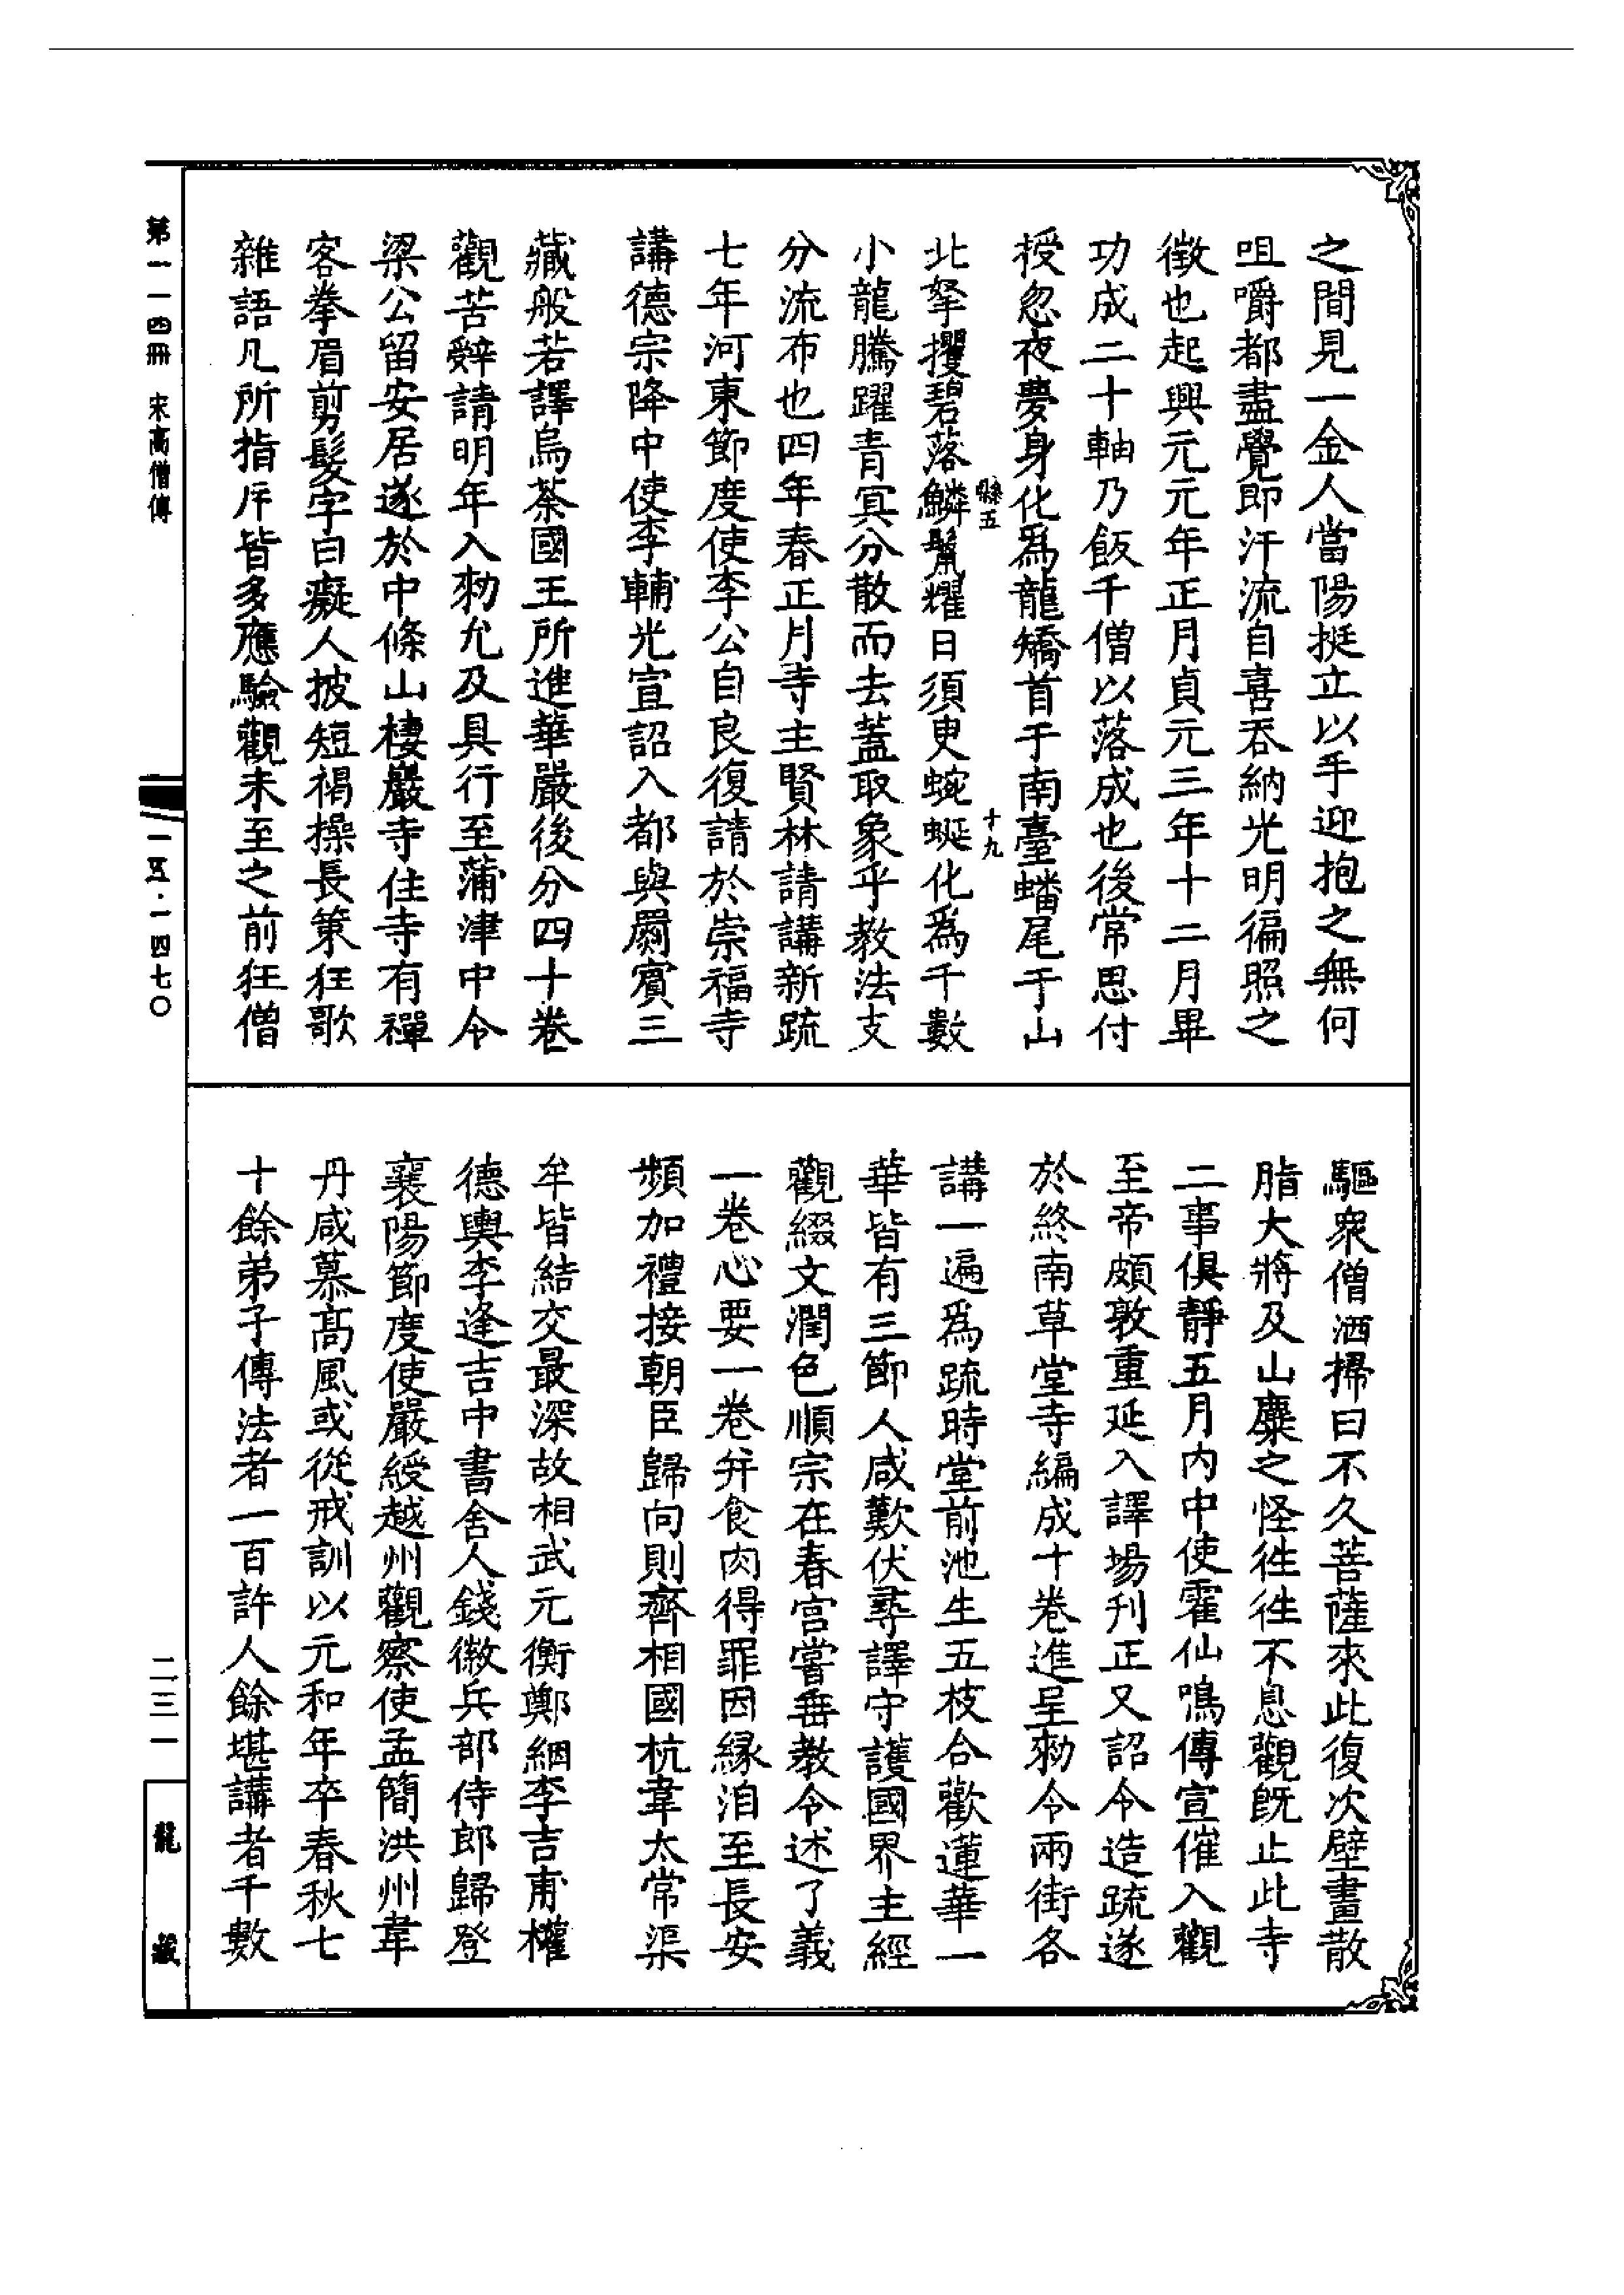 之間見一金人當陽挺立以手迎抱之無何
咀嚼都盡覺即汗流自喜吞納光明徧照之
徵也起興元元年正月貞元三年十二月畢
功成二十軸乃飯千僧以落成也後常思付
授忽夜夢身化爲龍矯首于南臺蟠尾于山
縣五
十九
北拏攫碧落鱗鬣耀日須臾蜿蜒化爲千數
小龍騰躍青冥分散而去蓋取象乎教法支
分流布也四年春正月寺主賢林請講新疏
七年河東節度使李公自良復請於崇福寺
講德宗降中使李輔光宣詔入都與罽賓三
藏般若譯烏荼國王所進華嚴後分四十卷
觀苦辭請明年入勑允及具行至蒲津中令
梁公留安居遂於中條山棲巖寺住寺有禪
客拳眉剪髮字曰癡人披短褐操長策狂歌
雜語凡所指斥皆多應驗觀未至之前狂僧
驅衆僧洒掃曰不久菩薩來此復次壁畫散
脂大將及山麋之怪往往不息觀既止此寺
二事俱靜五月內中使霍仙鳴傳宣催入觀
至帝頗敦重延入譯場刋正又詔令造疏遂
於終南草堂寺編成十卷進呈勑令兩街各
講一遍爲疏時堂前池生五枝合歡蓮華一
華皆有三節人咸歎伏尋譯守護國界主經
觀綴文潤色順宗在春宮嘗垂教令述了義
一卷心要一卷并食肉得罪因緣洎至長安
頻加禮接朝臣歸向則齊相國杭韋太常渠
牟皆結交最深故相武元衡鄭絪李吉甫權
德輿李逢吉中書舍人錢徽兵部侍郎歸登
襄陽節度使嚴綬越州觀察使孟簡洪州韋
丹咸慕高風或從戒訓以元和年卒春秋七
十餘弟子傳法者一百許人餘堪講者千數
第一一四冊　宋高僧傳
一五·一四七〇
二三一
龍藏